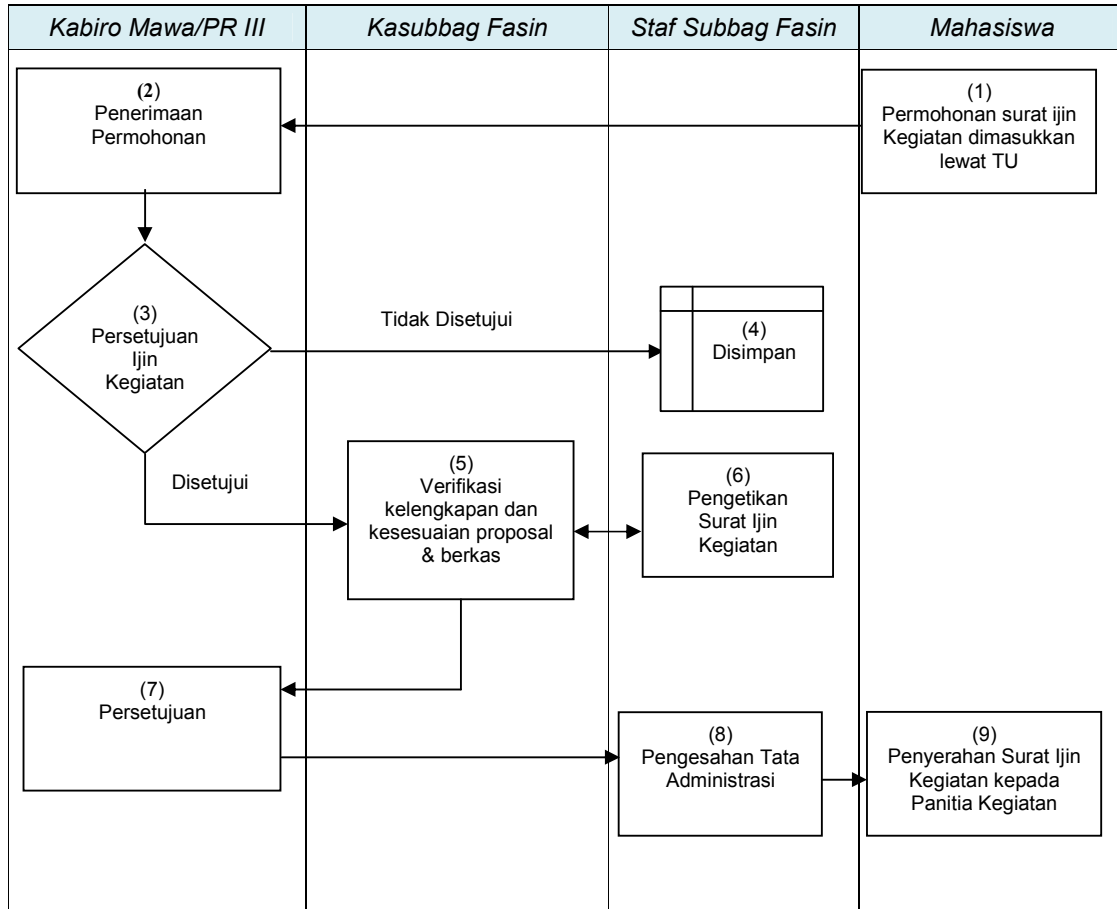 Kabiro Mawa/PR III
Kasubbag Fasin
Staf Subbag Fasin
Mahasiswa
(1)
Permohonan surat ijin
Kegiatan dimasukkan
lewat TU
(2)
Penerimaan
Permohonan
(3)
Persetujuan
Ijin
Kegiatan
Tidak Disetujui
(4)
Disimpan
Disetujui
(5)
Verifikasi
kelengkapan dan
kesesuaian proposal
& berkas
(6)
Pengetikan
Surat Ijin
Kegiatan
(7)
Persetujuan
(8)
Pengesahan Tata
Administrasi
(9)
Penyerahan Surat Ijin
Kegiatan kepada
Panitia Kegiatan